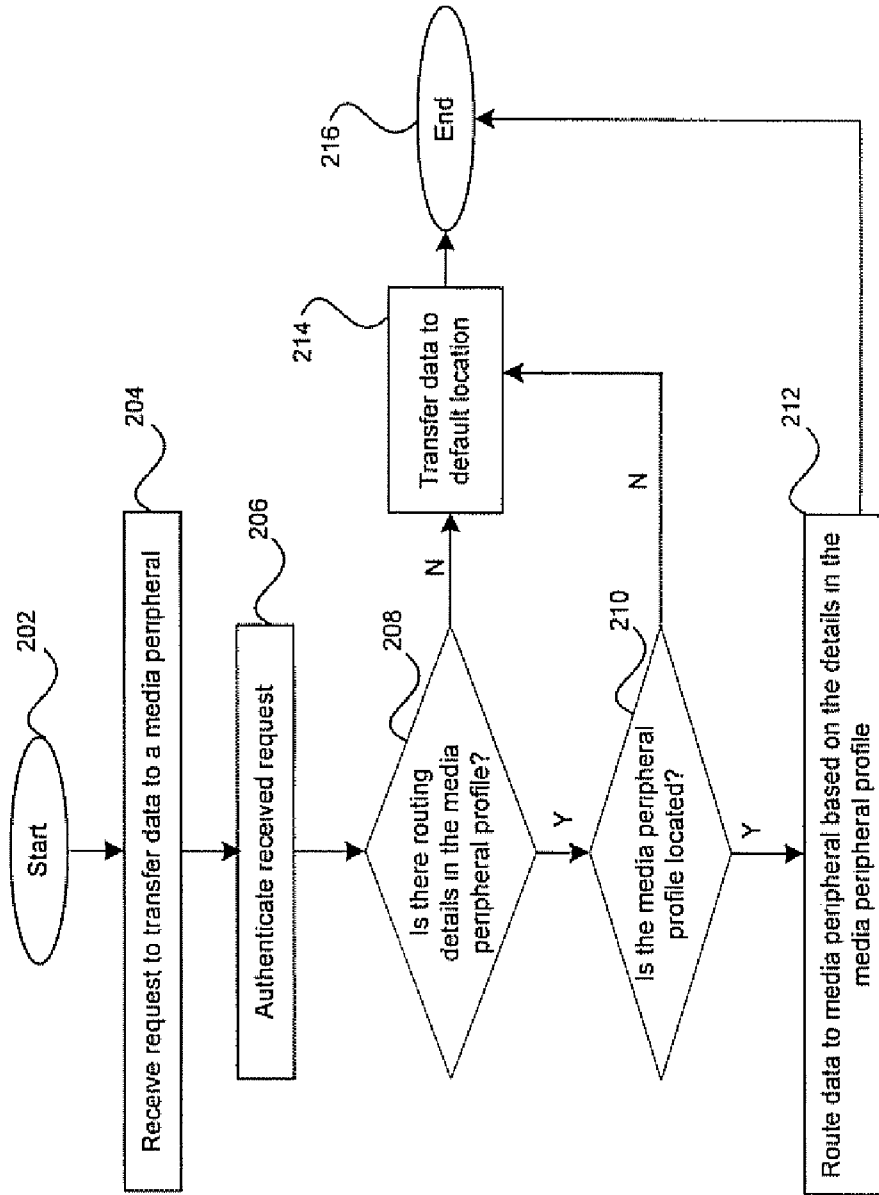 202
Start
204
Receive request to transfer data to a media peripheral
206
Authenticate received request
208
Is there routing
details in the media
peripheral profile?
N
Y
214
Transfer data to
default location
216
End
210
Is the media peripheral
profile located?
N
Y
212
Route data to media peripheral based on the details in the
media peripheral profile